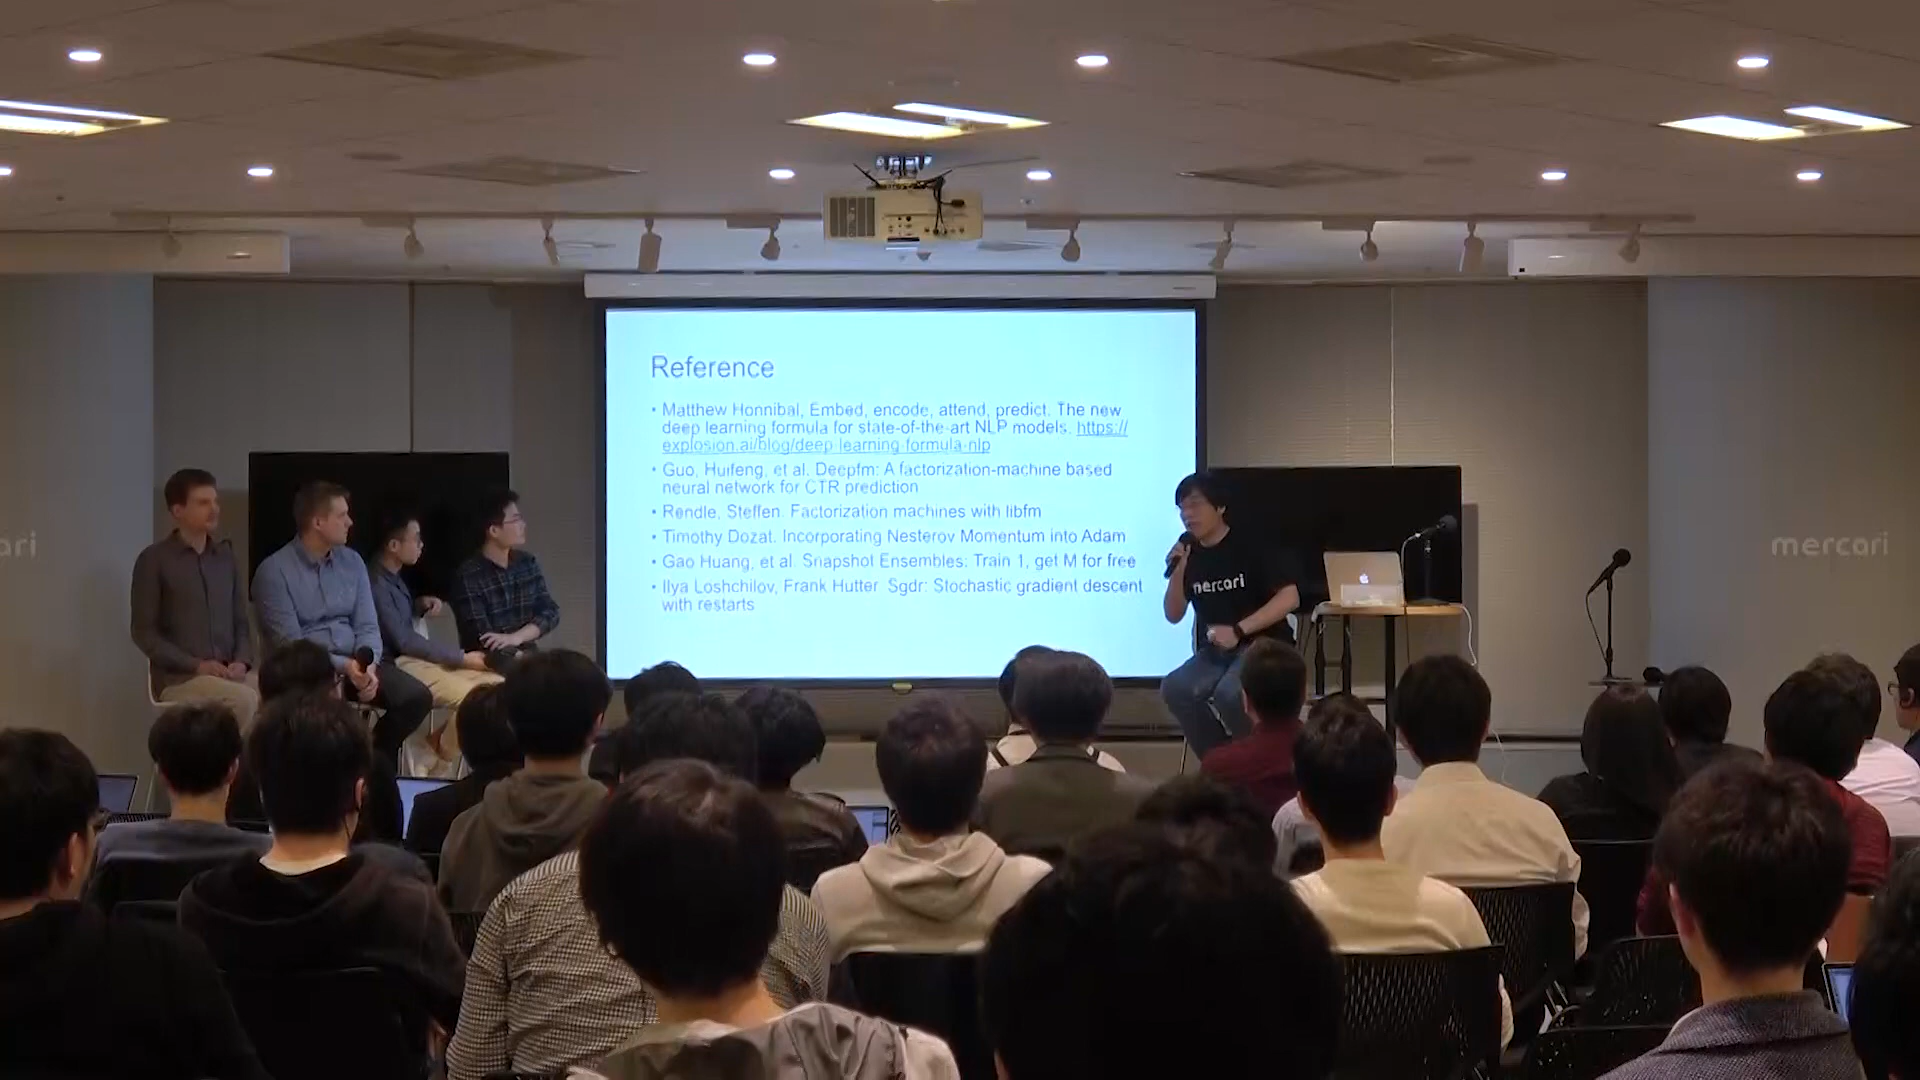 Reference
• Matthew Honnibal, Embed, encode, attend, predict. The new
deep learning formula for state-of-the-art NLP models. https://
explosion.ai/blog/deep-learning-formula-nlp
• Guo, Huifeng, et al. Deepfm: A factorization-machine based
neural network for CTR prediction
• Rendle, Steffen. Factorization machines with libfm
• Timothy Dozat. Incorporating Nesterov Momentum into Adam
• Gao Huang, et al. Snapshot Ensembles: Train 1, get M for free
• Ilya Loshchilov, Frank Hutter Sgdr: Stochastic gradient descent
with restarts
ari
mercari
mercari